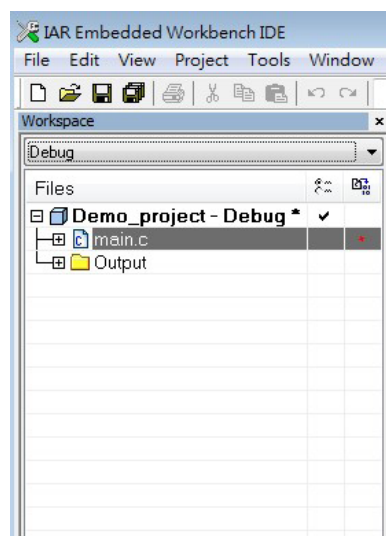 IAR Embedded Workbench IDE
File Edit View Project Tools Window
Workspace x
Debug
Files
Demo_project - Debug * ✔
main.c
Output